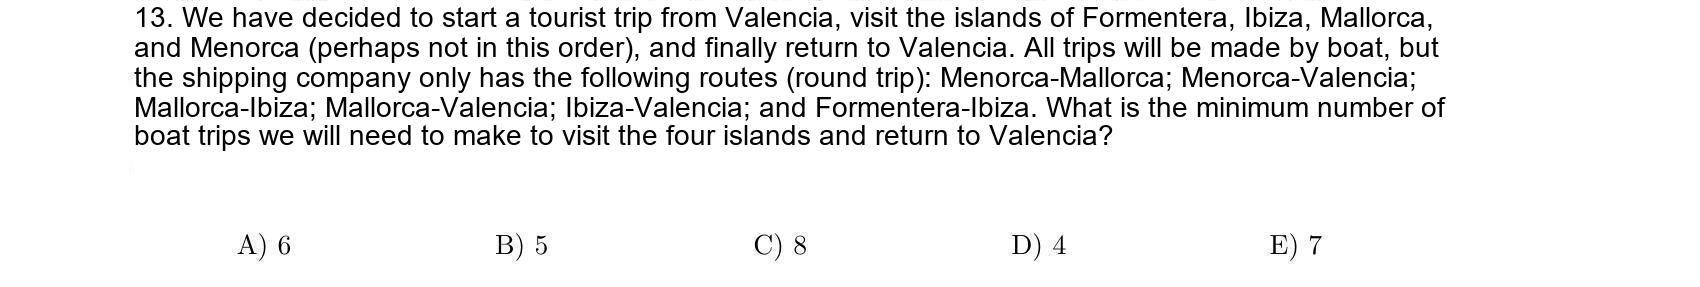 13. We have decided to start a tourist trip from Valencia, visit the islands of Formentera, Ibiza, Mallorca,
and Menorca (perhaps not in this order), and finally return to Valencia. All trips will be made by boat, but
the shipping company only has the following routes (round trip): Menorca-Mallorca; Menorca-Valencia;
Mallorca-Ibiza; Mallorca-Valencia; Ibiza-Valencia; and Formentera-Ibiza. What is the minimum number of
boat trips we will need to make to visit the four islands and return to Valencia?
A) 6 B) 5 C) 8 D) 4 E) 7